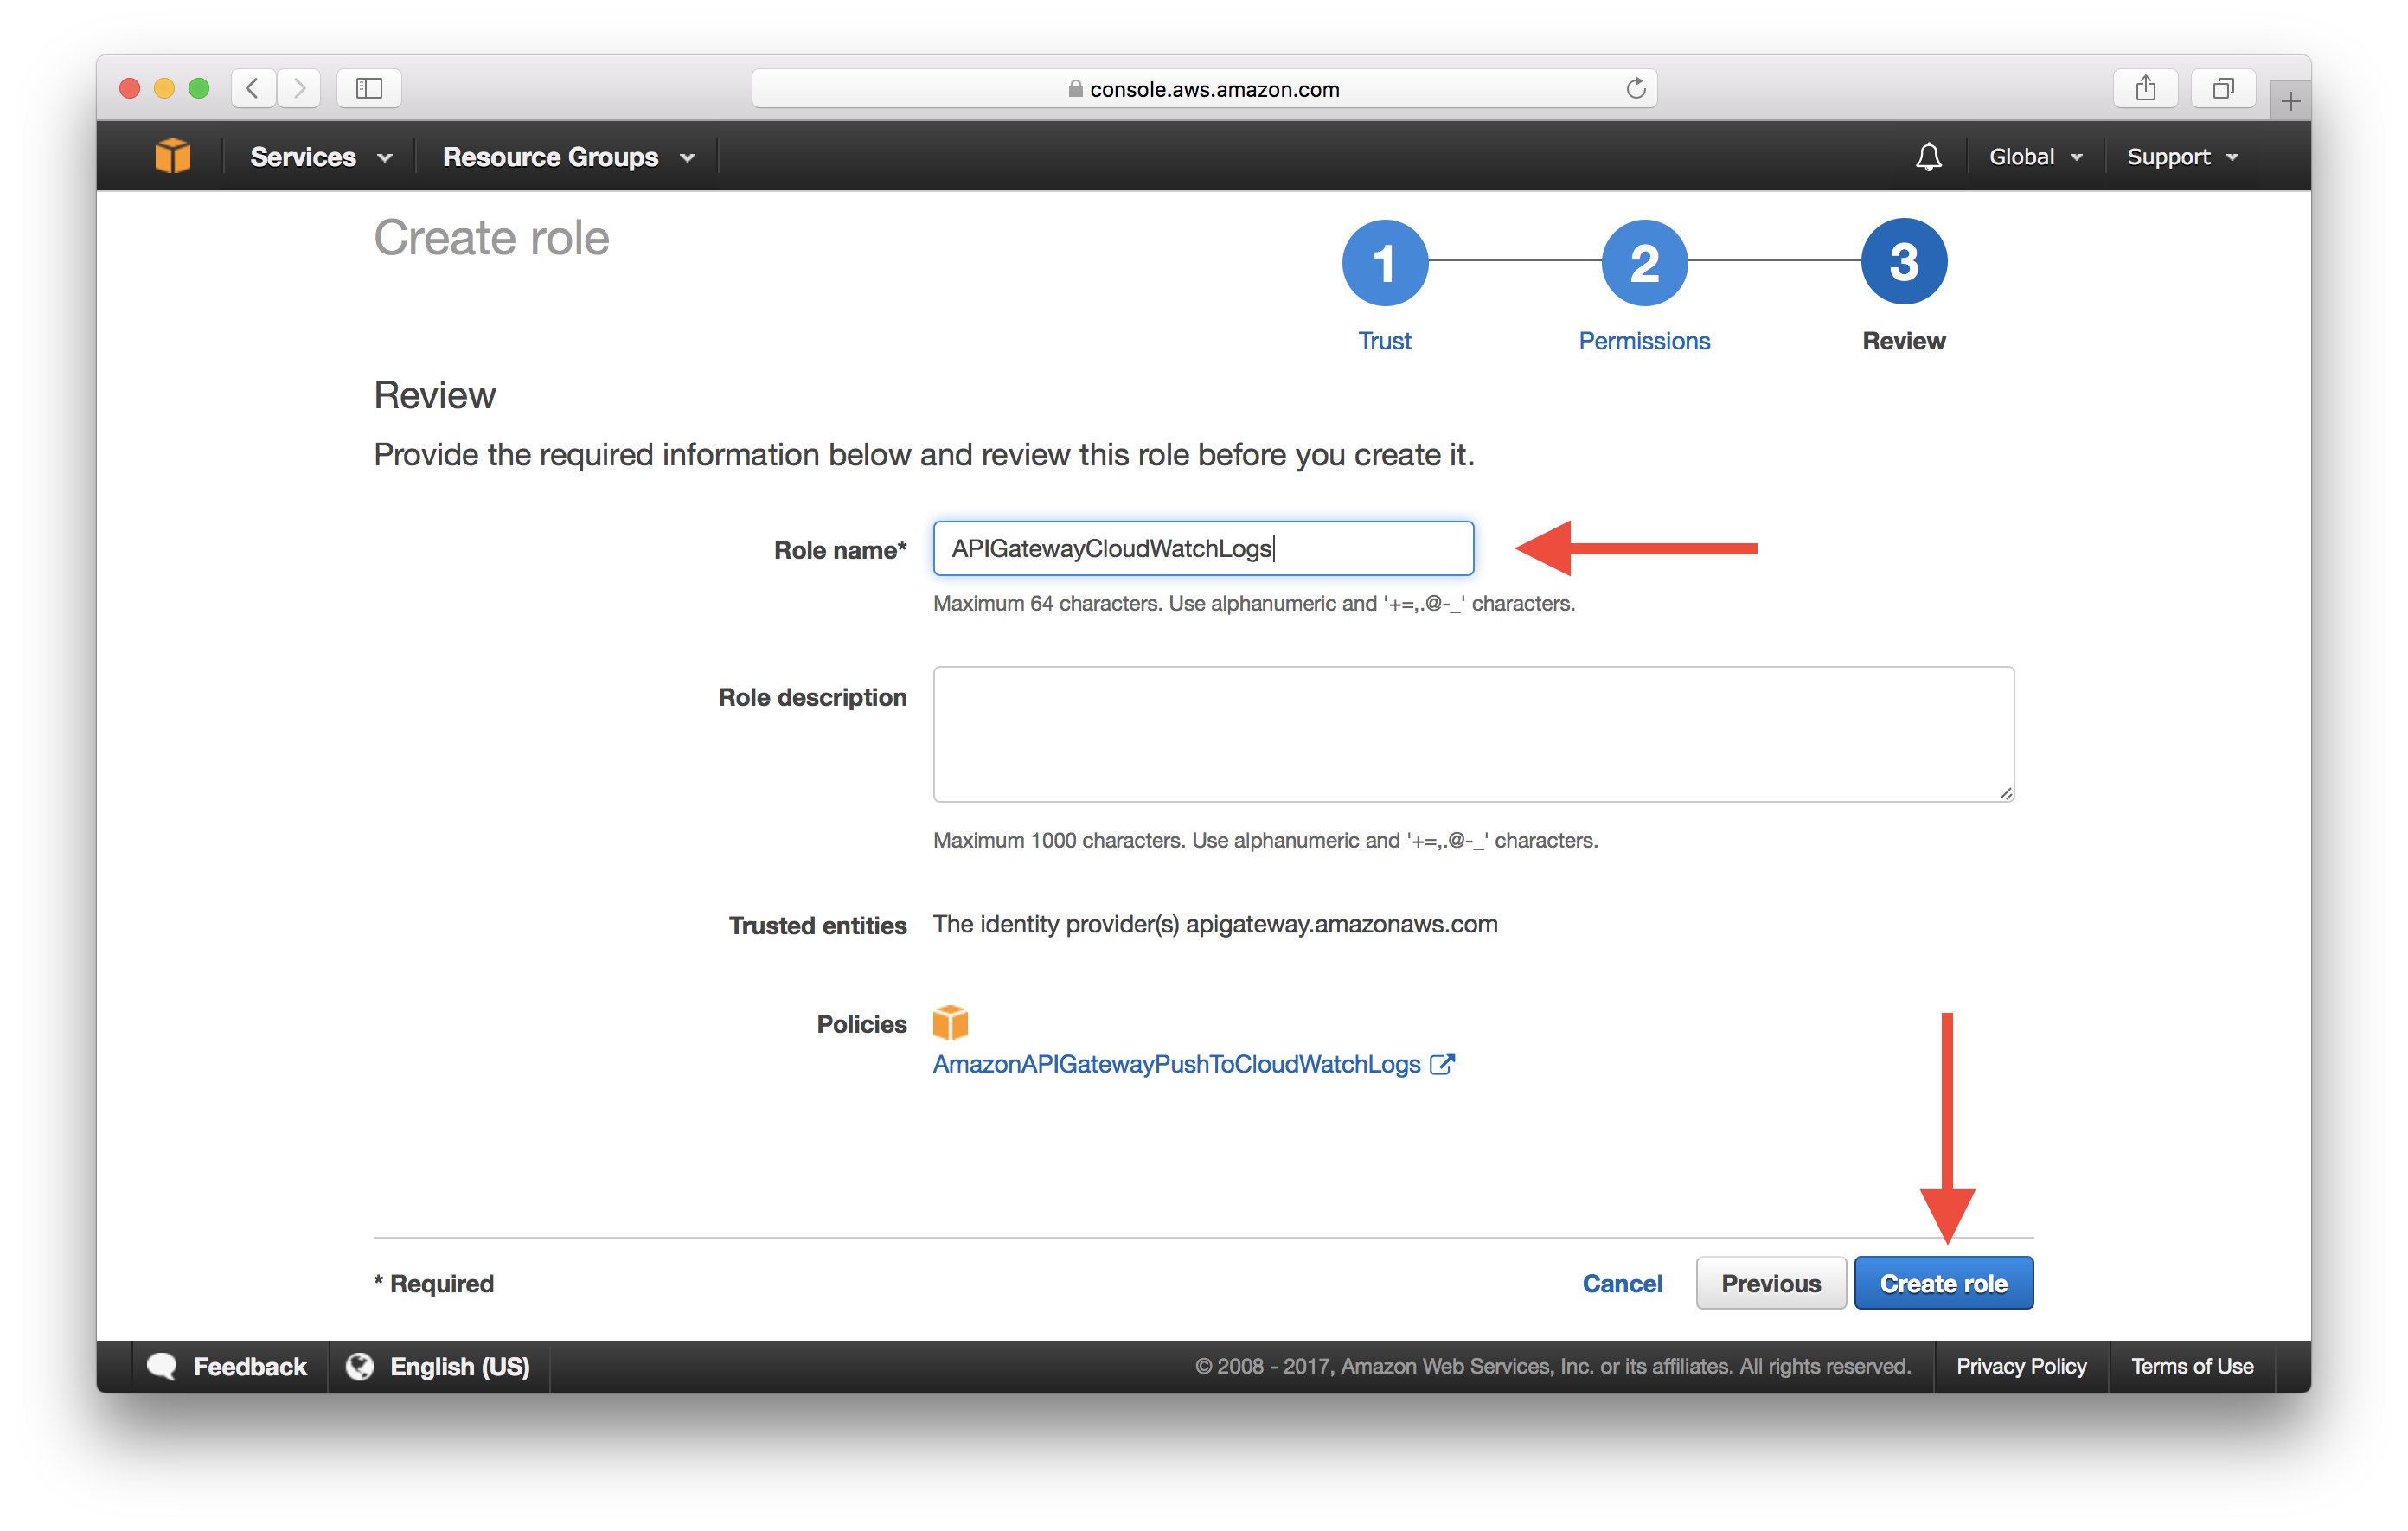 console.aws.amazon.com
Services
Resource Groups
Global
Support
Create role
1
2
3
Trust
Permissions
Review
Review
Provide the required information below and review this role before you create it.
Role name*
APIGatewayCloudWatchLogs
Maximum 64 characters. Use alphanumeric and '+=,.@-_' characters.
Role description
Maximum 1000 characters. Use alphanumeric and '+=,.@-_' characters.
Trusted entities
The identity provider(s) apigateway.amazonaws.com
Policies
AmazonAPIGatewayPushToCloudWatchLogs
* Required
Cancel
Previous
Create role
Feedback
English (US)
© 2008 - 2017, Amazon Web Services, Inc. or its affiliates. All rights reserved.
Privacy Policy
Terms of Use